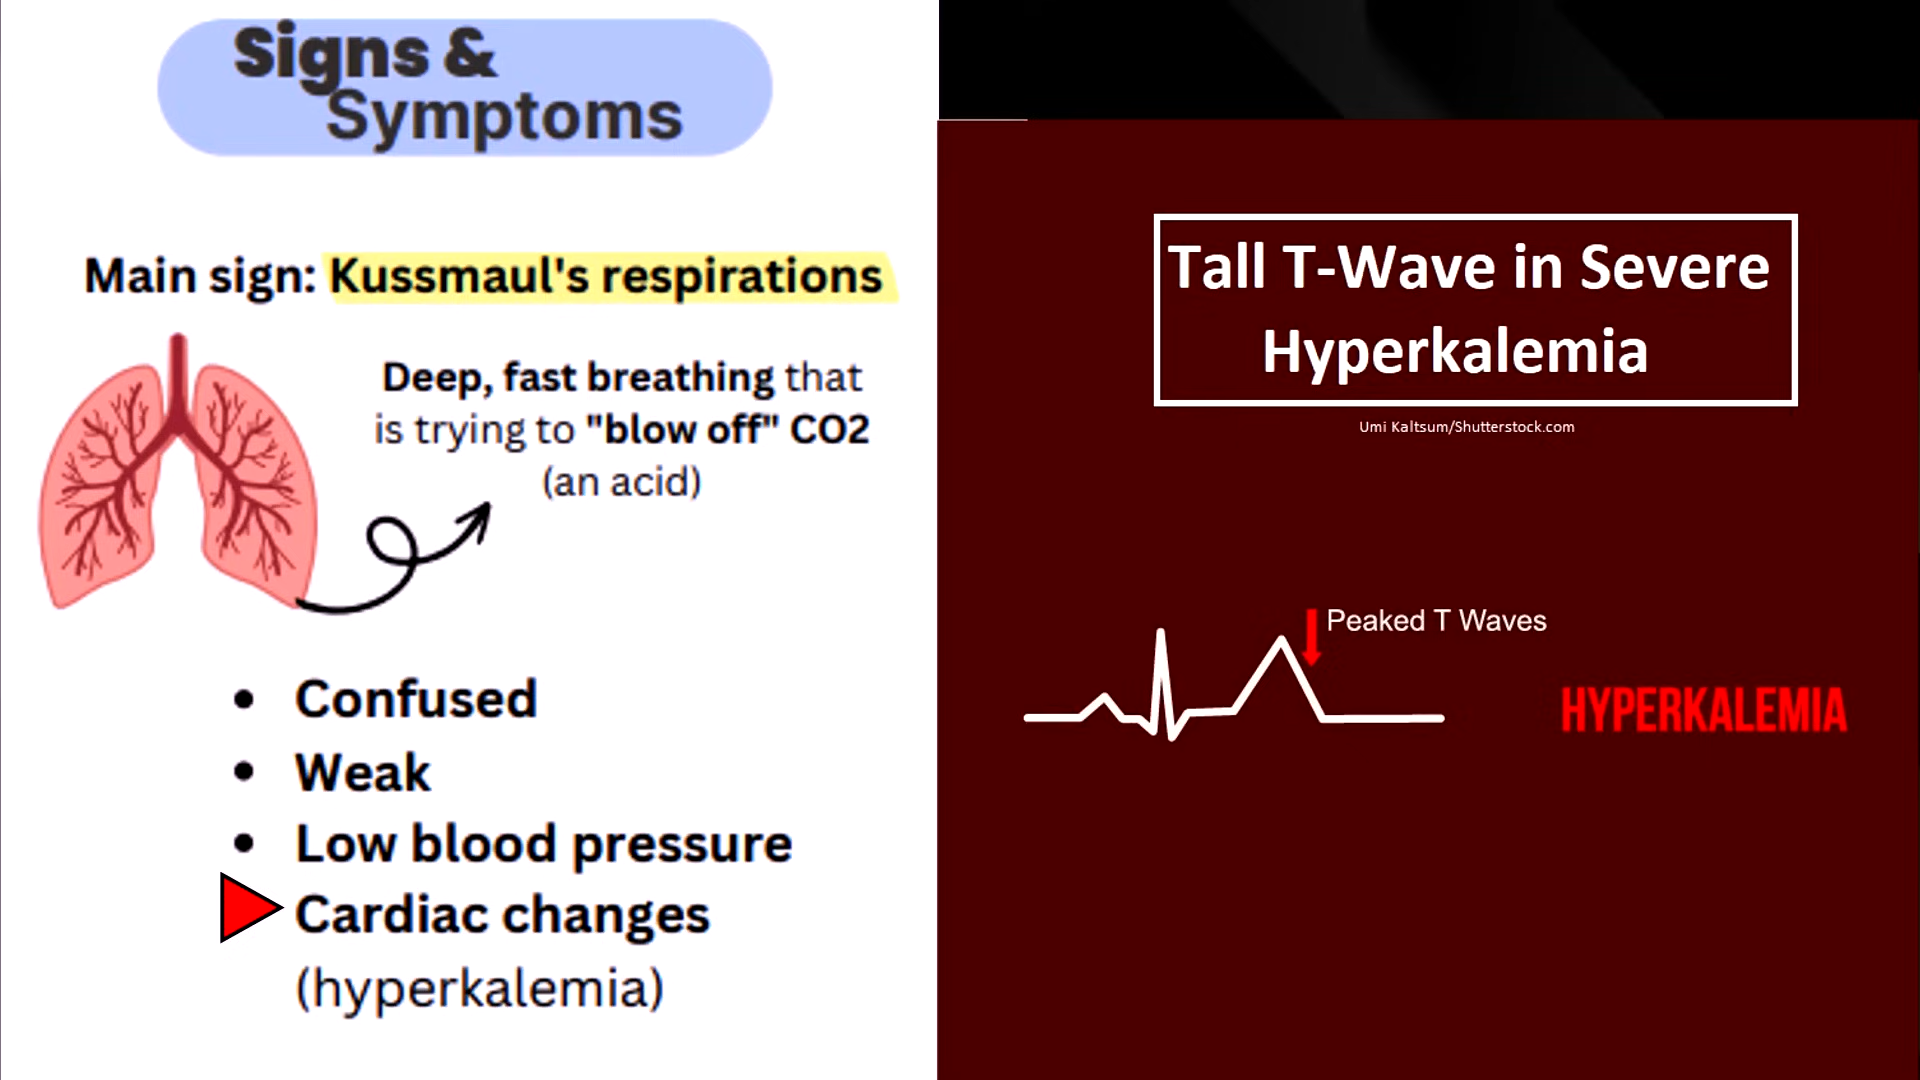 Signs &
Symptoms
Main sign: Kussmaul's respirations
Deep, fast breathing that
is trying to "blow off" CO2
(an acid)
• Confused
• Weak
• Low blood pressure
Cardiac changes
(hyperkalemia)
Tall T-Wave in Severe
Hyperkalemia
Umi Kaltsum/Shutterstock.com
Peaked T Waves
HYPERKALEMIA